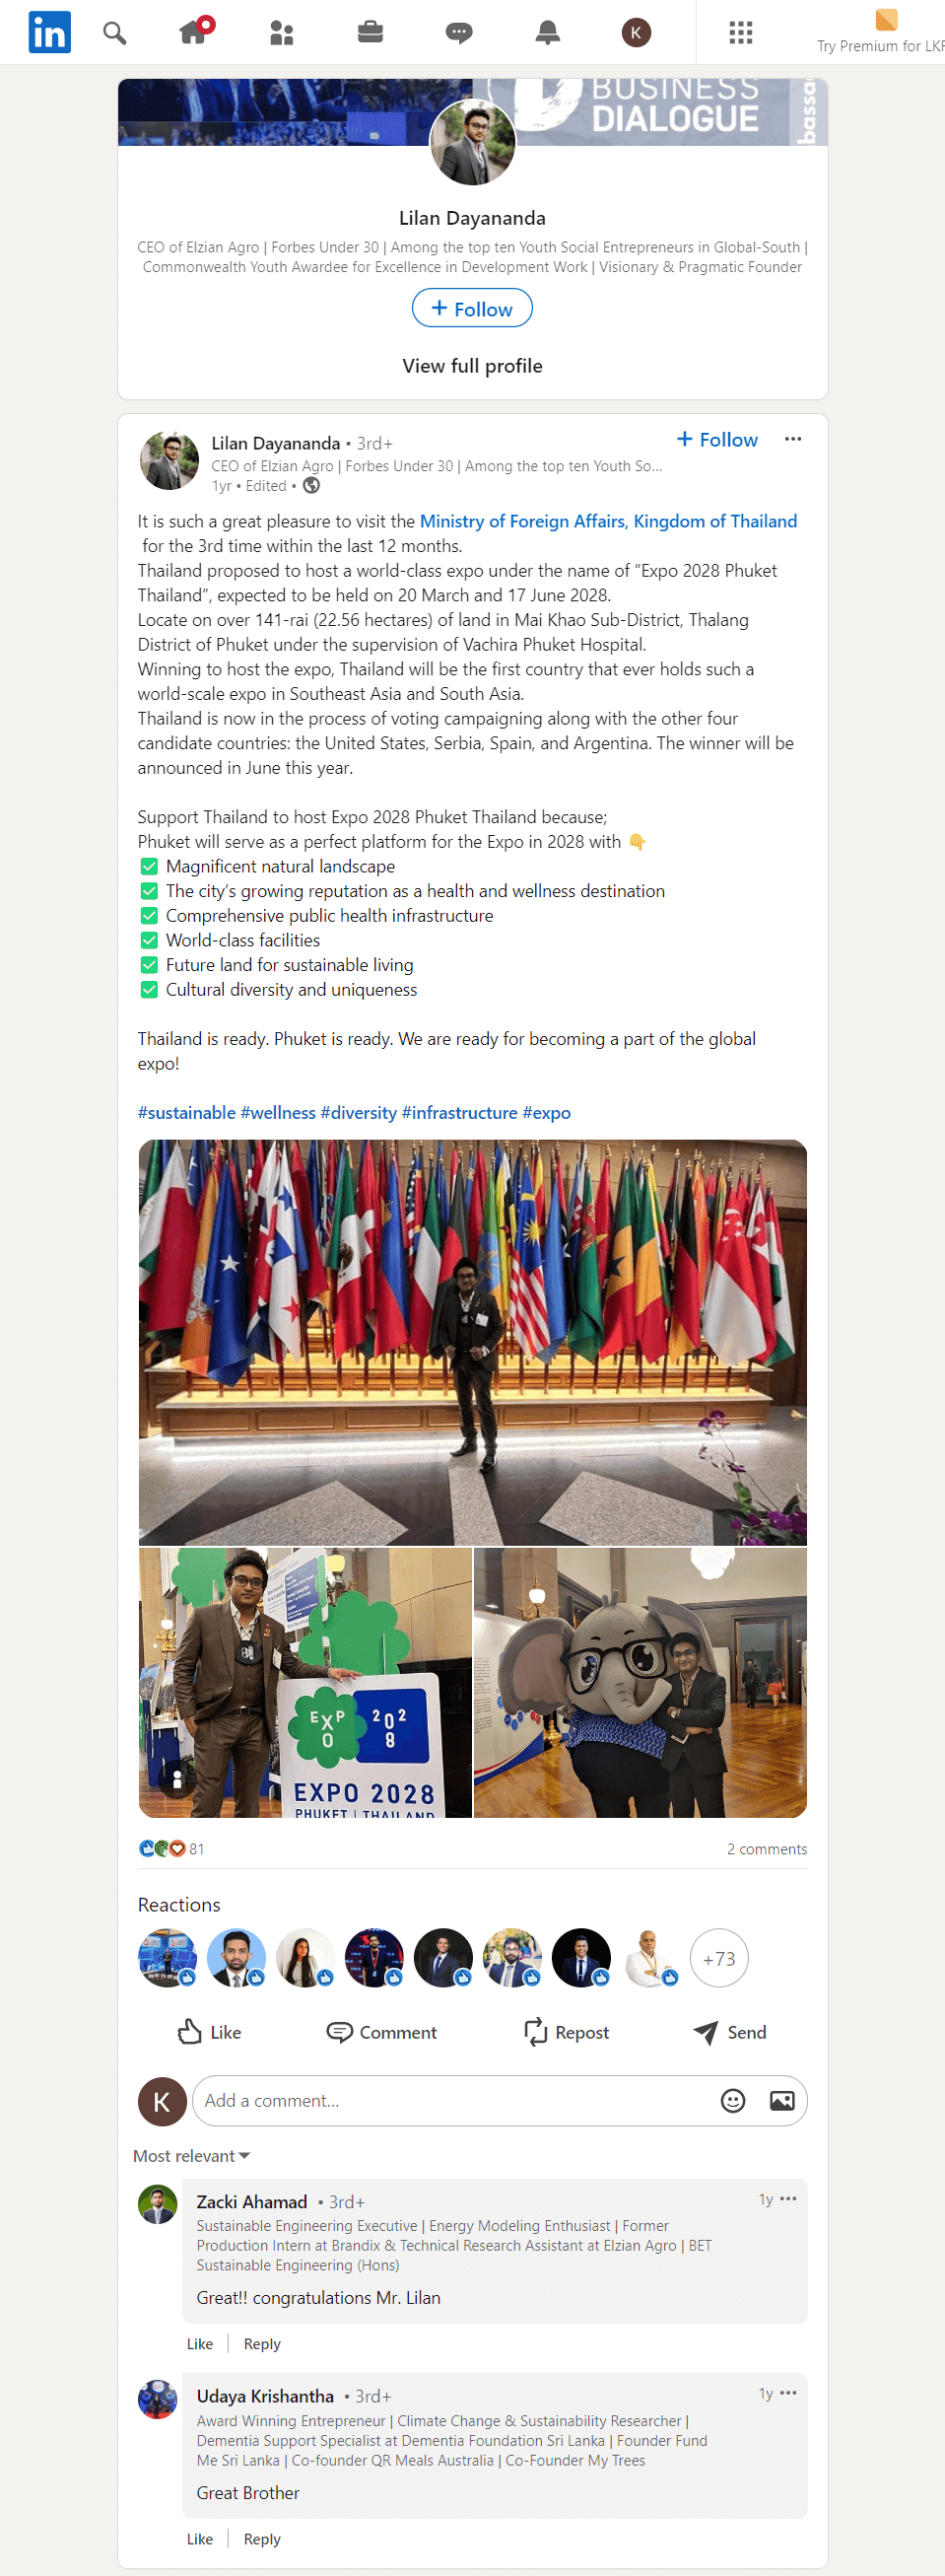 in
K
Try Premium for LKR
BUSINESS
DIALOGUE
bassa
Lilan Dayananda
CEO of Elzian Agro | Forbes Under 30 | Among the top ten Youth Social Entrepreneurs in Global-South |
Commonwealth Youth Awardee for Excellence in Development Work | Visionary & Pragmatic Founder
+ Follow
View full profile
Lilan Dayananda • 3rd+
+ Follow
CEO of Elzian Agro | Forbes Under 30 | Among the top ten Youth So...
1yr • Edited •
It is such a great pleasure to visit the Ministry of Foreign Affairs, Kingdom of Thailand
for the 3rd time within the last 12 months.
Thailand proposed to host a world-class expo under the name of “Expo 2028 Phuket
Thailand”, expected to be held on 20 March and 17 June 2028.
Locate on over 141-rai (22.56 hectares) of land in Mai Khao Sub-District, Thalang
District of Phuket under the supervision of Vachira Phuket Hospital.
Winning to host the expo, Thailand will be the first country that ever holds such a
world-scale expo in Southeast Asia and South Asia.
Thailand is now in the process of voting campaigning along with the other four
candidate countries: the United States, Serbia, Spain, and Argentina. The winner will be
announced in June this year.
Support Thailand to host Expo 2028 Phuket Thailand because;
Phuket will serve as a perfect platform for the Expo in 2028 with 👇
✅ Magnificent natural landscape
✅ The city’s growing reputation as a health and wellness destination
✅ Comprehensive public health infrastructure
✅ World-class facilities
✅ Future land for sustainable living
✅ Cultural diversity and uniqueness
Thailand is ready. Phuket is ready. We are ready for becoming a part of the global
expo!
#sustainable #wellness #diversity #infrastructure #expo
EXP
O
202
8
EXPO 2028
PHUKET | THAILAND
81
2 comments
Reactions
+73
Like
Comment
Repost
Send
K
Add a comment...
Most relevant
Zacki Ahamad • 3rd+
1y
Sustainable Engineering Executive | Energy Modeling Enthusiast | Former
Production Intern at Brandix & Technical Research Assistant at Elzian Agro | BET
Sustainable Engineering (Hons)
Great!! congratulations Mr. Lilan
Like | Reply
Udaya Krishantha • 3rd+
1y
Award Winning Entrepreneur | Climate Change & Sustainability Researcher |
Dementia Support Specialist at Dementia Foundation Sri Lanka | Founder Fund
Me Sri Lanka | Co-founder QR Meals Australia | Co-Founder My Trees
Great Brother
Like | Reply